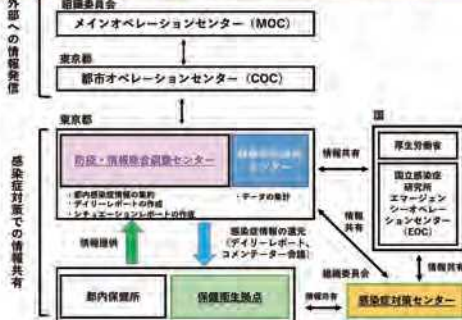 外部への情報発信
組織委員会
メインオペレーションセンター（MOC）
東京都
都市オペレーションセンター（COC）
東京都
国
感染症対策での情報共有
防疫・情報総合調整センター
センター
・都内感染症情報の集約
・デイリーレポートの作成
・シチュエーションレポートの作成
・データの集計
情報共有
厚生労働省
国立感染症
研究所
エマージェン
シーオペレー
ションセンター
（EOC）
情報提供
感染症情報の還元
（デイリーレポート、
コメンテーター会議）
情報
共有
組織委員会
情報共有
都内保健所
保健衛生拠点
情報共有
感染症対策センター